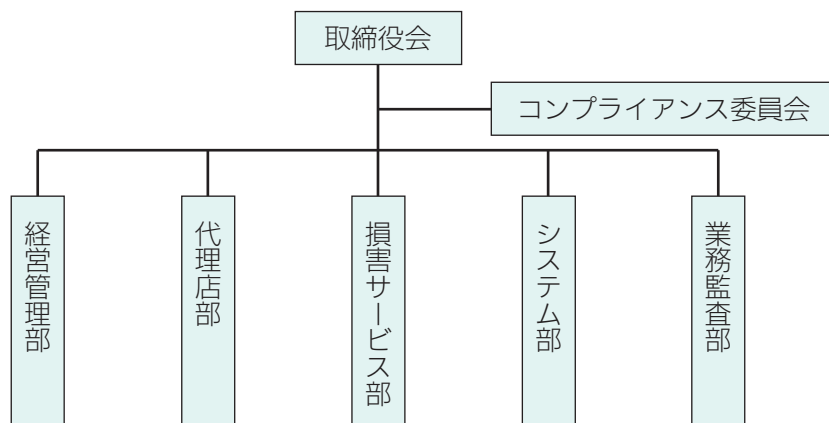 取締役会
コンプライアンス委員会
経営管理部
代理店部
損害サービス部
システム部
業務監査部